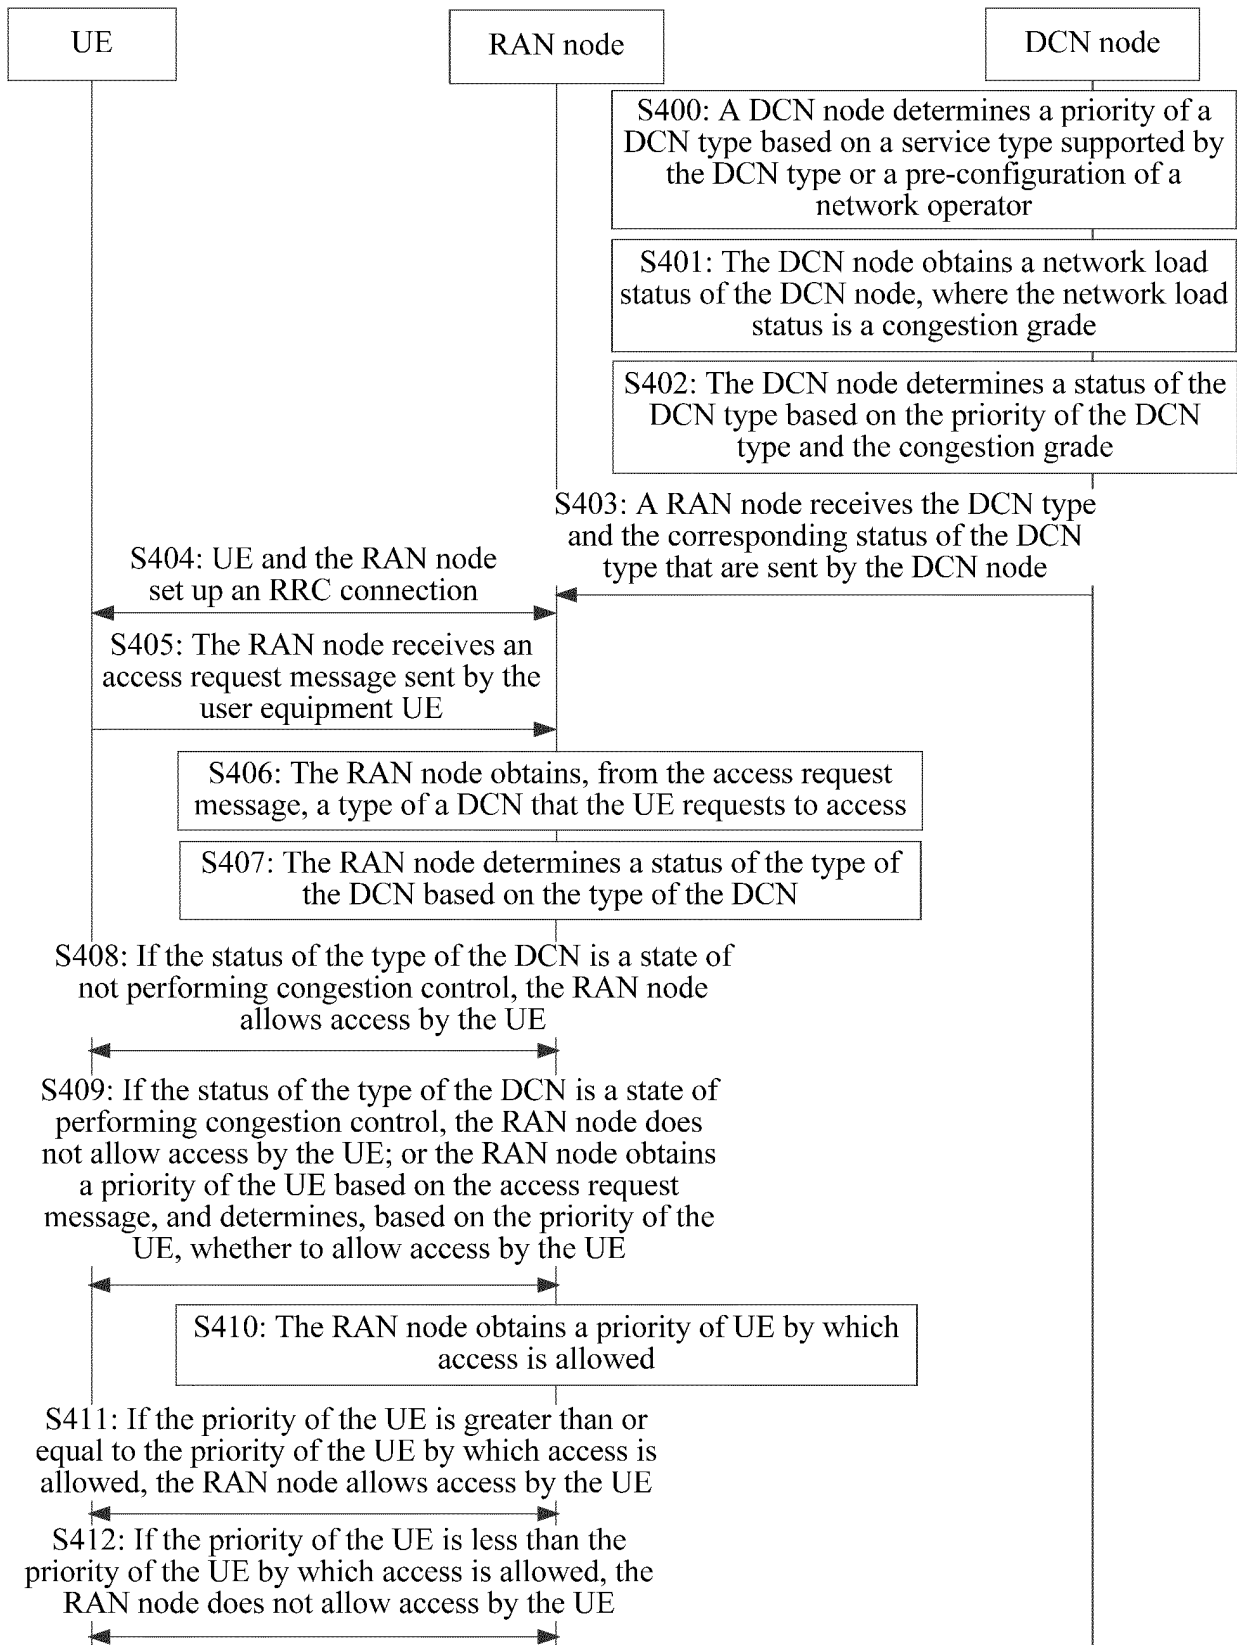 UE
RAN node
DCN node
S400: A DCN node determines a priority of a
DCN type based on a service type supported by
the DCN type or a pre-configuration of a
network operator
S401: The DCN node obtains a network load
status of the DCN node, where the network load
status is a congestion grade
S402: The DCN node determines a status of the
DCN type based on the priority of the DCN
type and the congestion grade
S403: A RAN node receives the DCN type
and the corresponding status of the DCN
type that are sent by the DCN node
S404: UE and the RAN node
set up an RRC connection
S405: The RAN node receives an
access request message sent by the
user equipment UE
S406: The RAN node obtains, from the access request
message, a type of a DCN that the UE requests to access
S407: The RAN node determines a status of the type of
the DCN based on the type of the DCN
S408: If the status of the type of the DCN is a state of
not performing congestion control, the RAN node
allows access by the UE
S409: If the status of the type of the DCN is a state of
performing congestion control, the RAN node does
not allow access by the UE; or the RAN node obtains
a priority of the UE based on the access request
message, and determines, based on the priority of the
UE, whether to allow access by the UE
S410: The RAN node obtains a priority of UE by which
access is allowed
S411: If the priority of the UE is greater than or
equal to the priority of the UE by which access is
allowed, the RAN node allows access by the UE
S412: If the priority of the UE is less than the
priority of the UE by which access is allowed, the
RAN node does not allow access by the UE